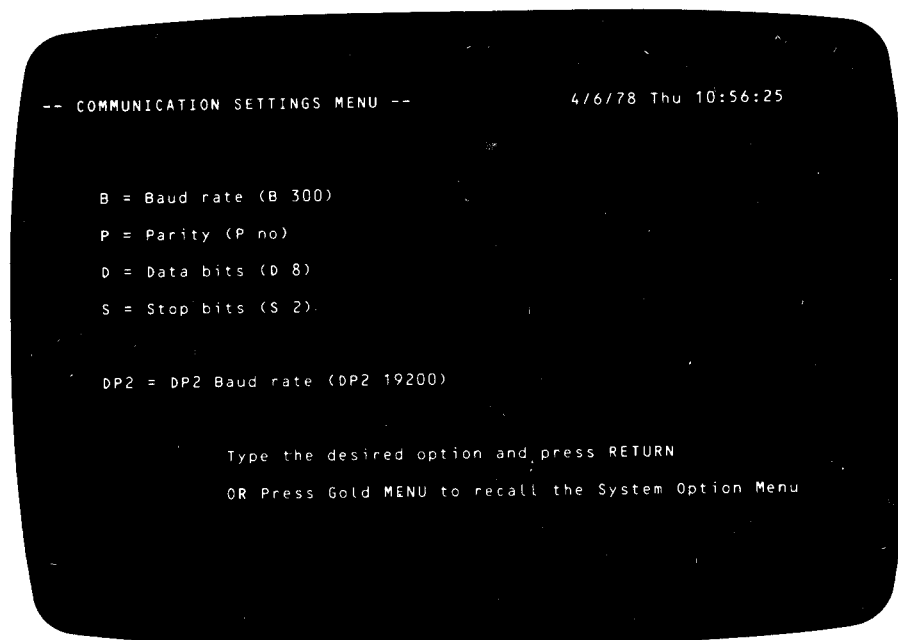 -- COMMUNICATION SETTINGS MENU -- 4/6/78 Thu 10:56:25
B = Baud rate (B 300)
P = Parity (P no)
D = Data bits (D 8)
S = Stop bits (S 2)
DP2 = DP2 Baud rate (DP2 19200)
Type the desired option and press RETURN
OR Press Gold MENU to recall the System Option Menu